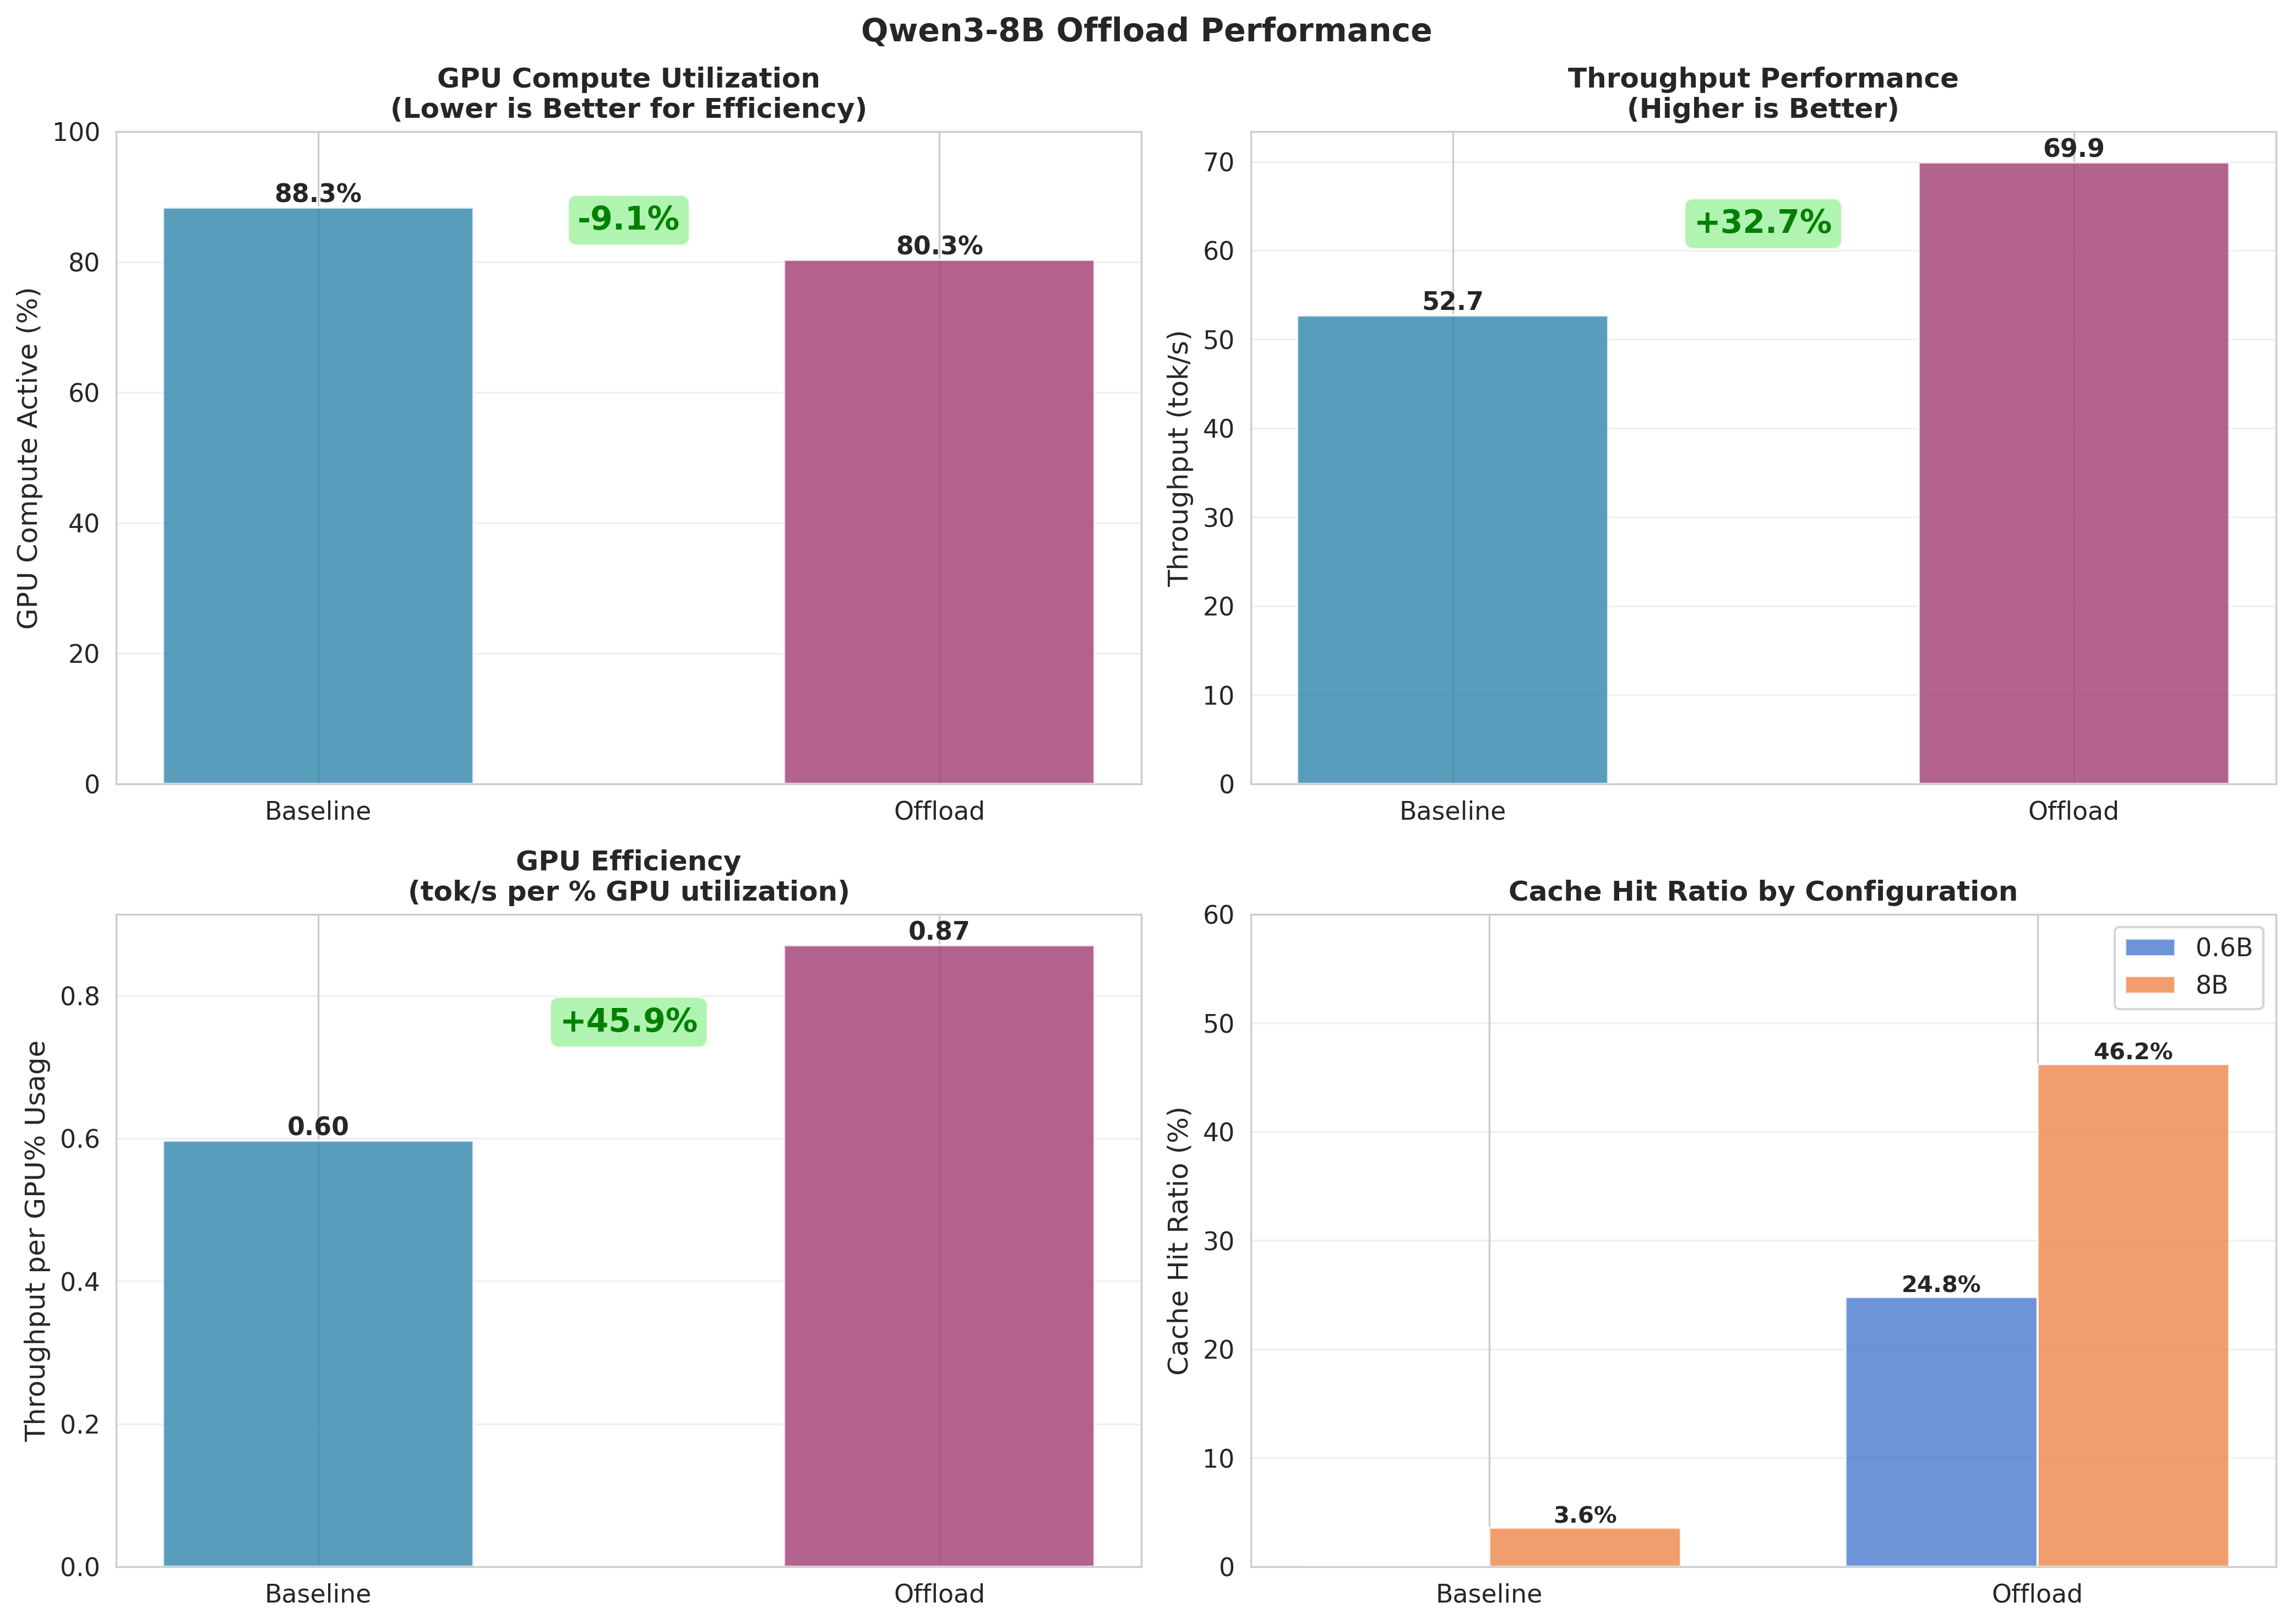 Qwen3-8B Offload Performance
GPU Compute Utilization
(Lower is Better for Efficiency)
GPU Compute Active (%)
100
80
60
40
20
0
88.3%
-9.1%
80.3%
Baseline
Offload
Throughput Performance
(Higher is Better)
Throughput (tok/s)
70
60
50
40
30
20
10
0
52.7
+32.7%
69.9
Baseline
Offload
GPU Efficiency
(tok/s per % GPU utilization)
Throughput per GPU% Usage
0.8
0.6
0.4
0.2
0.0
0.60
+45.9%
0.87
Baseline
Offload
Cache Hit Ratio by Configuration
Cache Hit Ratio (%)
60
50
40
30
20
10
0
0.6B
8B
3.6%
24.8%
46.2%
Baseline
Offload